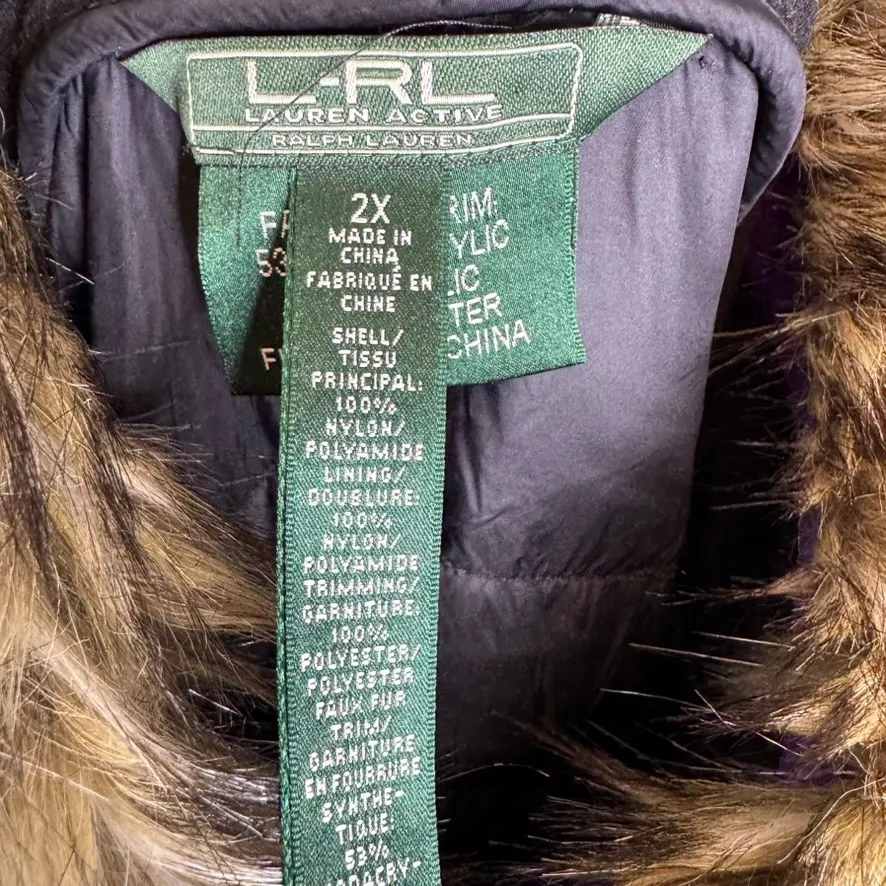 L-RL
LAUREN ACTIVE
RALPH LAUREN
2X
MADE IN
CHINA
FABRIQUÉ EN
CHINE
SHELL/
TISSU
PRINCIPAL:
100%
NYLON/
POLYAMIDE
LINING/
DOUBLURE:
100%
NYLON/
POLYAMIDE
TRIMMING/
GARNITURE:
100%
POLYESTER/
POLYESTER
FAUX FUR
TRIM/
GARNITURE
EN FOURRURE
SYNTHE-
TIQUE:
53%
RIM:
YLIC
LIC
TER
CHINA